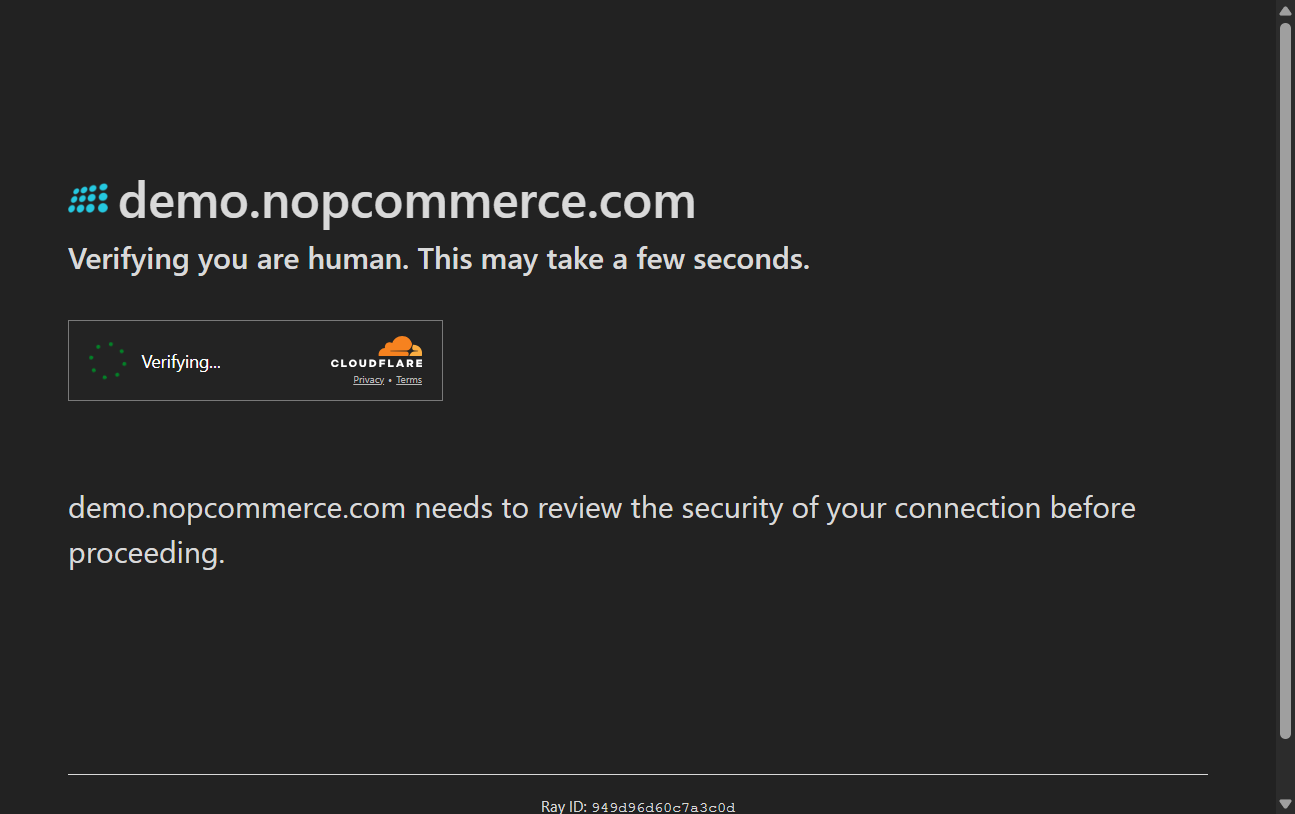 demo.nopcommerce.com
Verifying you are human. This may take a few seconds.
Verifying...
CLOUDFLARE
Privacy • Terms
demo.nopcommerce.com needs to review the security of your connection before
proceeding.
Ray ID: 949d96d60c7a3c0d